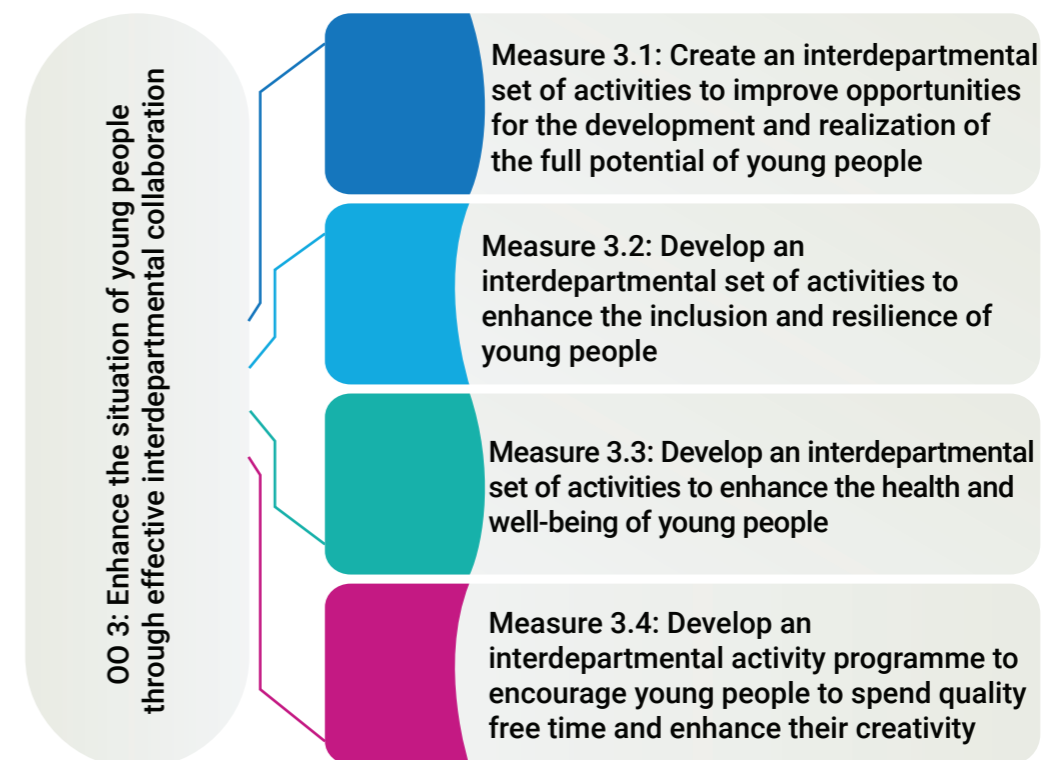 OO 3: Enhance the situation of young people
through effective interdepartmental collaboration
Measure 3.1: Create an interdepartmental
set of activities to improve opportunities
for the development and realization of
the full potential of young people
Measure 3.2: Develop an
interdepartmental set of activities to
enhance the inclusion and resilience of
young people
Measure 3.3: Develop an interdepartmental
set of activities to enhance the health and
well-being of young people
Measure 3.4: Develop an
interdepartmental activity programme to
encourage young people to spend quality
free time and enhance their creativity